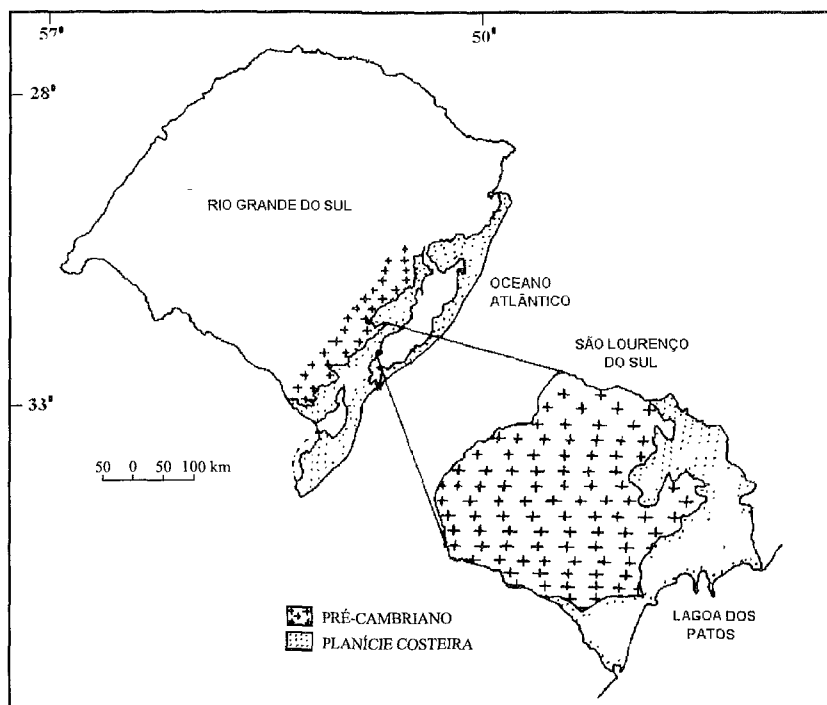 57° 50°
28°
RIO GRANDE DO SUL
OCEANO
ATLÂNTICO
SÃO LOURENÇO
DO SUL
33°
50 0 50 100 km
LAGOA DOS
PATOS
PRÉ-CAMBRIANO
PLANÍCIE COSTEIRA